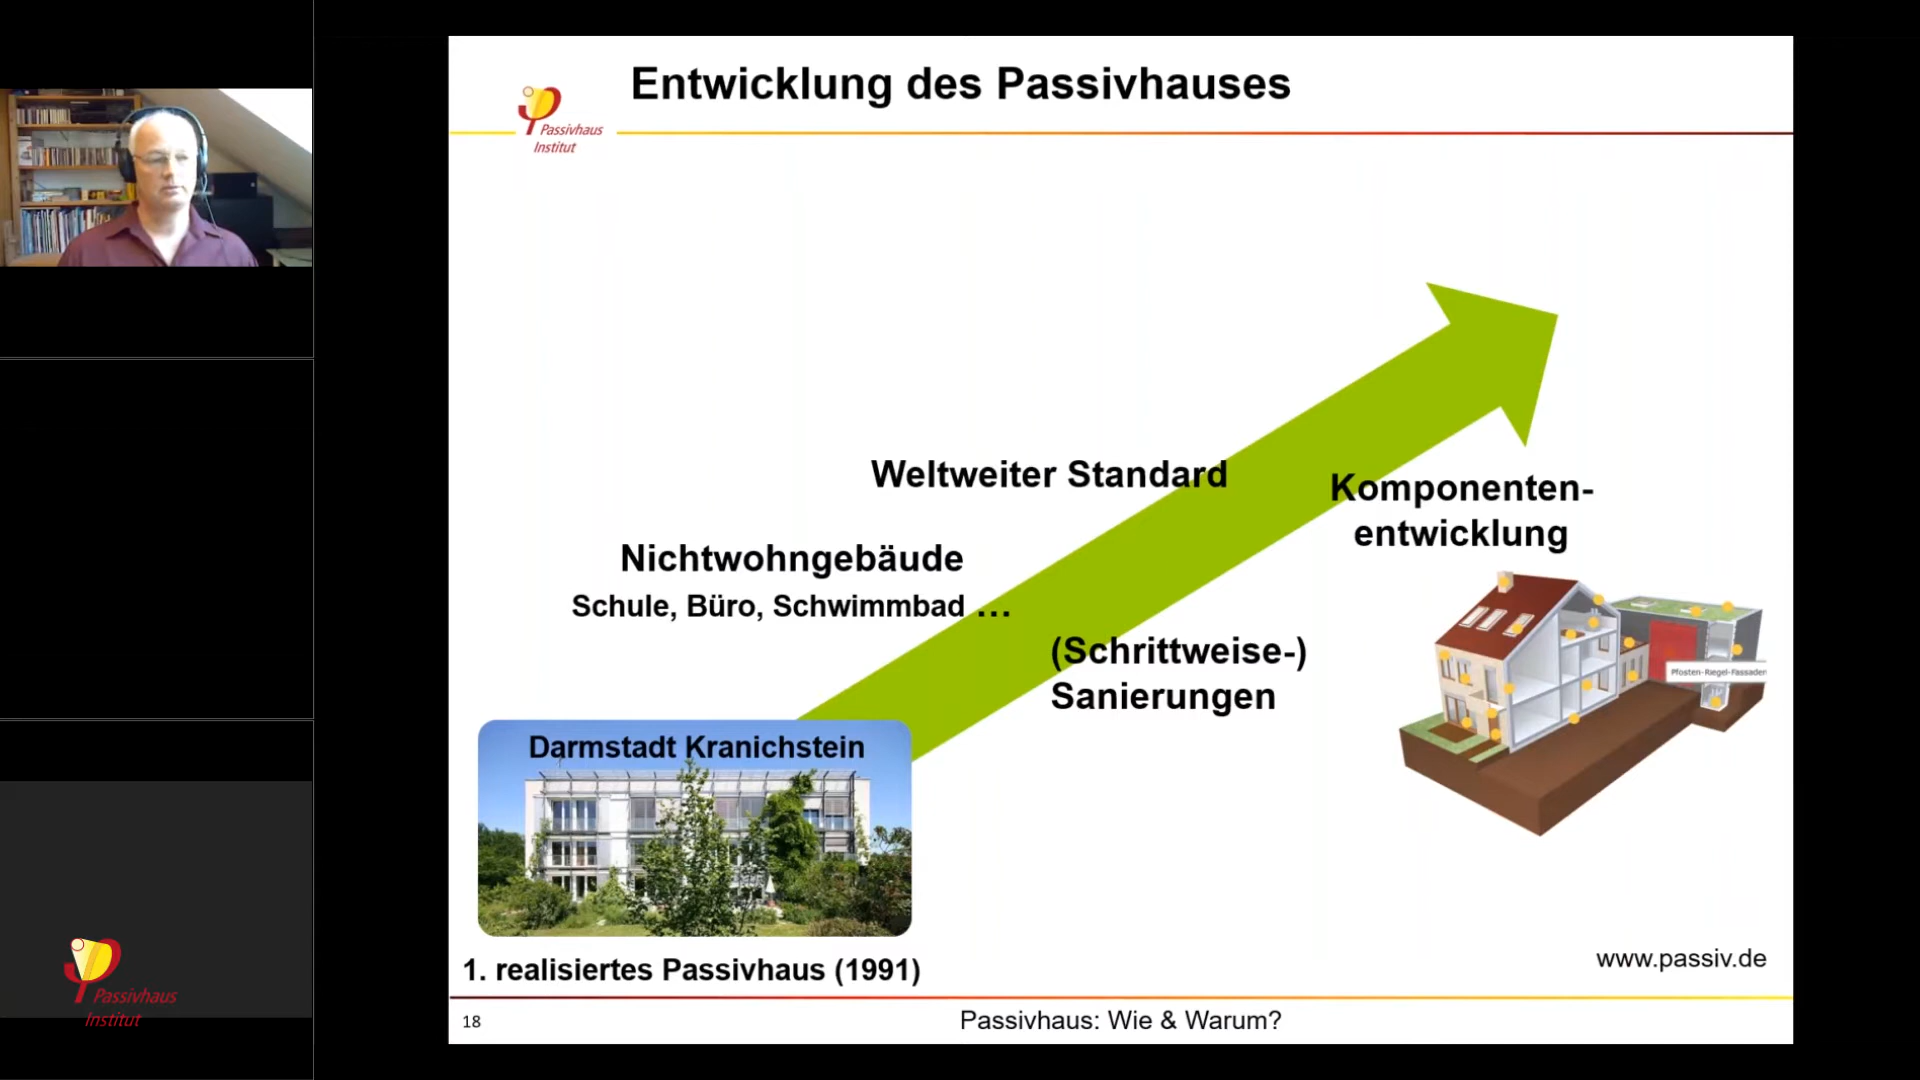 Entwicklung des Passivhauses
Passivhaus
Institut
Weltweiter Standard
Komponenten-
entwicklung
Nichtwohngebäude
Schule, Büro, Schwimmbad ...
(Schrittweise-)
Sanierungen
Pfosten-Riegel-Fassaden
Darmstadt Kranichstein
1. realisiertes Passivhaus (1991)
www.passiv.de
18
Passivhaus: Wie & Warum?
Passivhaus
Institut